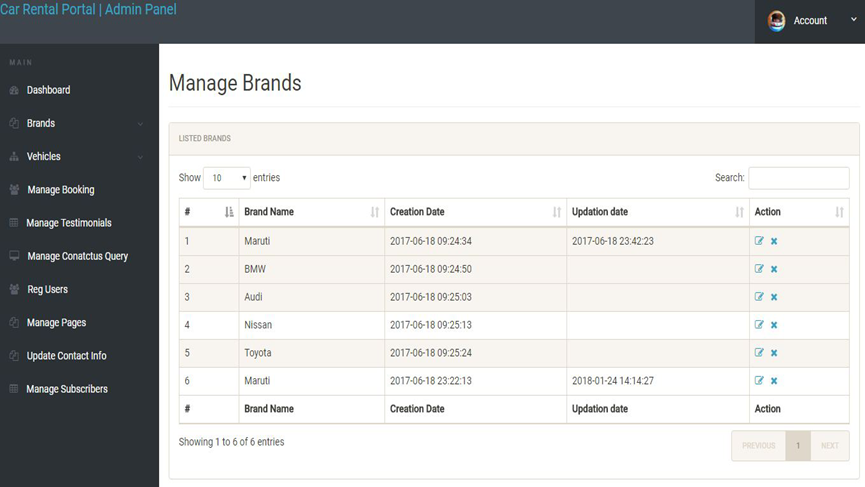 Car Rental Portal | Admin Panel
Account
MAIN
Dashboard
Brands
Vehicles
Manage Booking
Manage Testimonials
Manage Conatctus Query
Reg Users
Manage Pages
Update Contact Info
Manage Subscribers
Manage Brands
LISTED BRANDS
Show 10 entries Search:
# Brand Name Creation Date Updation date Action
1 Maruti 2017-06-18 09:24:34 2017-06-18 23:42:23
2 BMW 2017-06-18 09:24:50
3 Audi 2017-06-18 09:25:03
4 Nissan 2017-06-18 09:25:13
5 Toyota 2017-06-18 09:25:24
6 Maruti 2017-06-18 23:22:13 2018-01-24 14:14:27
# Brand Name Creation Date Updation date Action
Showing 1 to 6 of 6 entries
PREVIOUS 1 NEXT